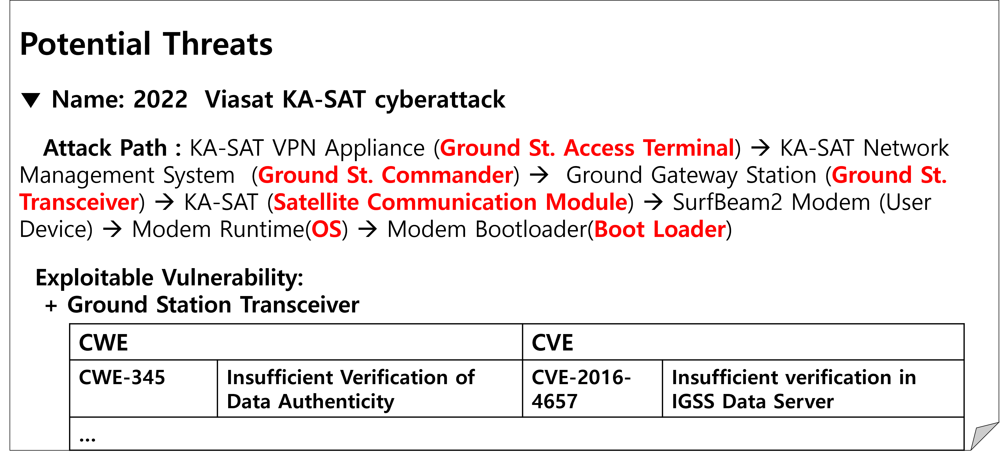 Potential Threats
▼ Name: 2022 Viasat KA-SAT cyberattack
Attack Path : KA-SAT VPN Appliance (Ground St. Access Terminal) → KA-SAT Network
Management System (Ground St. Commander) → Ground Gateway Station (Ground St.
Transceiver) → KA-SAT (Satellite Communication Module) → SurfBeam2 Modem (User
Device) → Modem Runtime(OS) → Modem Bootloader(Boot Loader)
Exploitable Vulnerability:
+ Ground Station Transceiver
CWE
CVE
CWE-345
Insufficient Verification of
Data Authenticity
CVE-2016-
4657
Insufficient verification in
IGSS Data Server
...